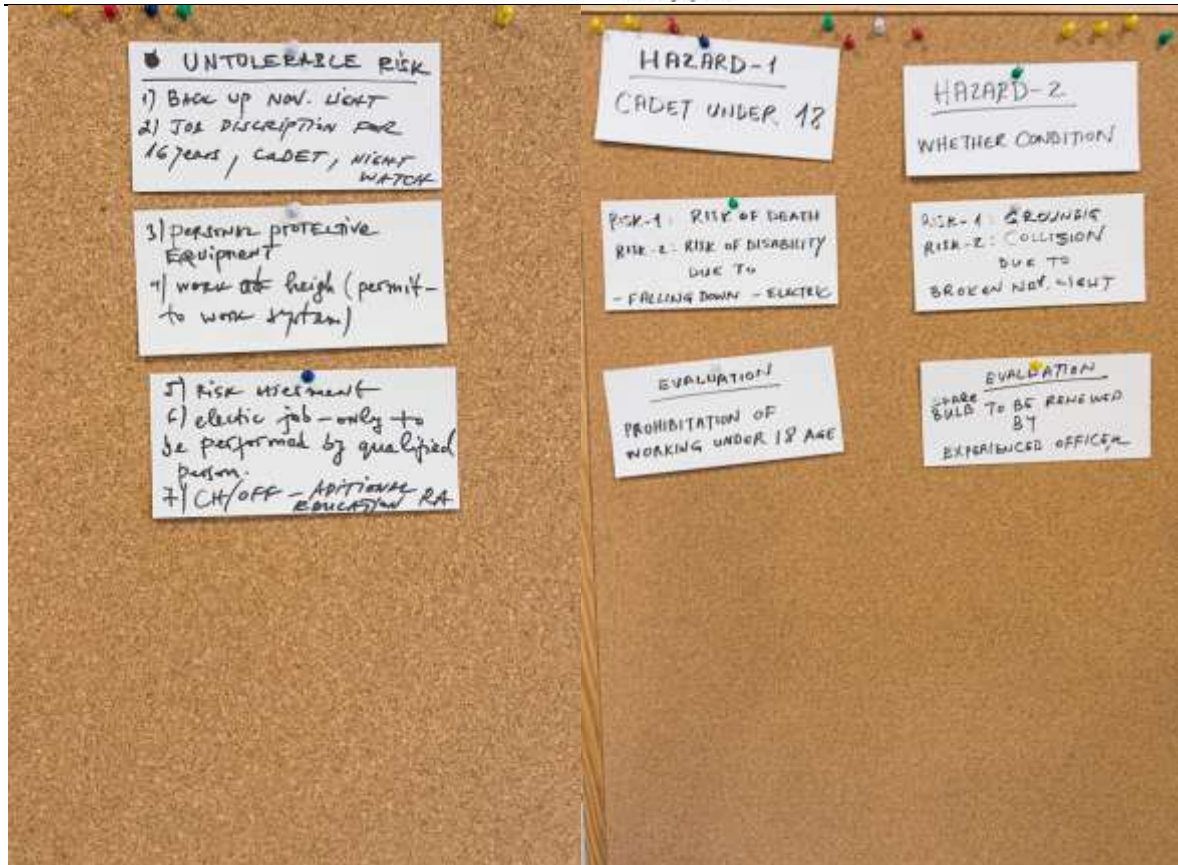 UNTOLERABLE RISK
1) BACK UP NOV. LIGHT
2) JOB DISCRIPTION FOR
16 years, CADET, NIGHT
WATCH
3) PERSONAL PROTECTIVE
EQUIPMENT
4) work at heigh (permit-
to work system)
5) RISK ASESMENT
6) electic job - only to
be performed by qualified
person.
7) CH/OFF - ADITIONAL
EDUCATION RA
HAZARD-1
CADET UNDER 18
RISK-1: RISK OF DEATH
RISK-2: RISK OF DISABILITY
DUE TO
- FALLING DOWN - ELECTRIC
EVALUATION
PROHIBITATION OF
WORKING UNDER 18 AGE
HAZARD-2
WHETHER CONDITION
RISK-1: GROUNDIG
RISK-2: COLLISION
DUE TO
BROKEN NAV. LIGHT
EVALUATION
SPARE
BULB TO BE RENEWED
BY
EXPERIENCED OFFICER